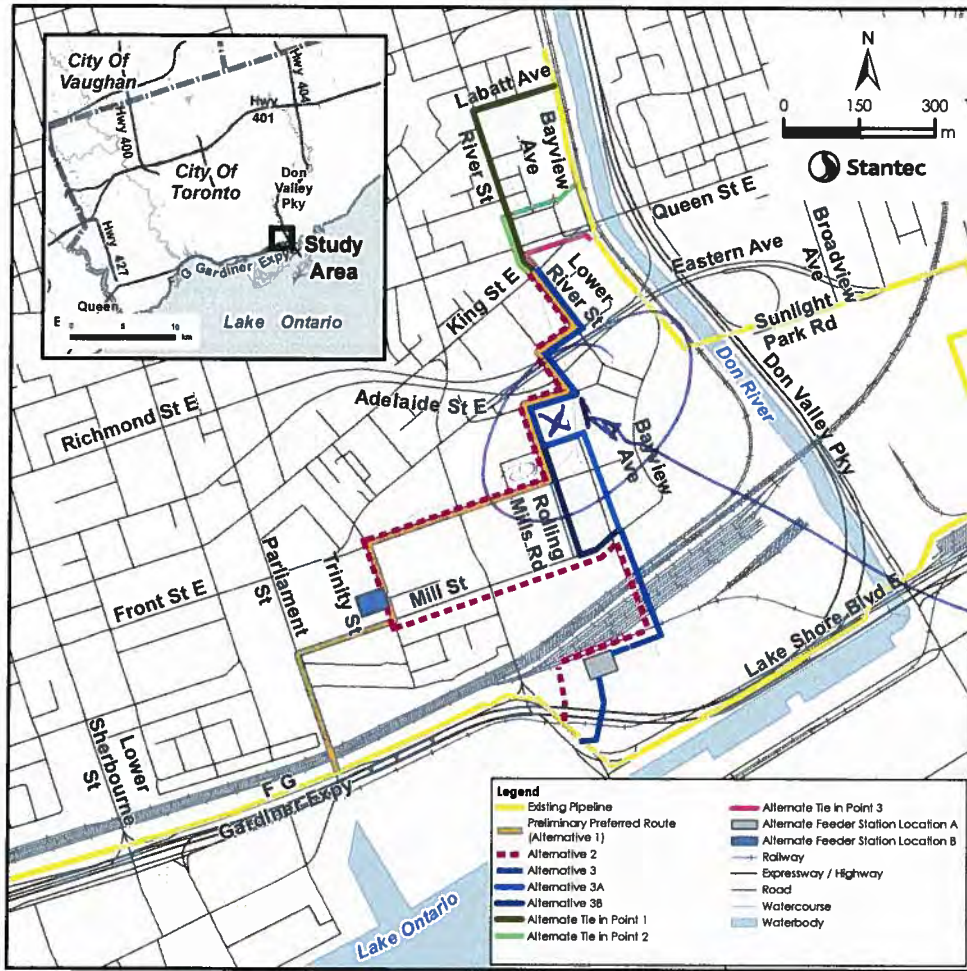 City Of
Vaughan
Hwy 404
Hwy
401
Hwy 400
City Of
Toronto
Don
Valley
Pky
Hwy
427
G Gardiner Expy
Study
Area
Queen
E
0 5 10
km
Lake Ontario
N
0 150 300
m
Stantec
Labatt Ave
River St
Bayview
Ave
Queen St E
Broadview
Ave
Eastern Ave
Lower
River St
King St E
Sunlight
Park Rd
Don River
Don Valley Pky
Adelaide St E
Richmond St E
Bayview
Ave
X
Rolling
Mills Rd
Parliament
St
Trinity
St
Mill St
Front St E
Lake Shore Blvd E
Lower
Sherbourne
St
F G
Gardiner Expy
Lake Ontario
Legend
Existing Pipeline
Preliminary Preferred Route
(Alternative 1)
Alternative 2
Alternative 3
Alternative 3A
Alternative 3B
Alternate Tie in Point 1
Alternate Tie in Point 2
Alternate Tie in Point 3
Alternate Feeder Station Location A
Alternate Feeder Station Location B
Railway
Expressway / Highway
Road
Watercourse
Waterbody